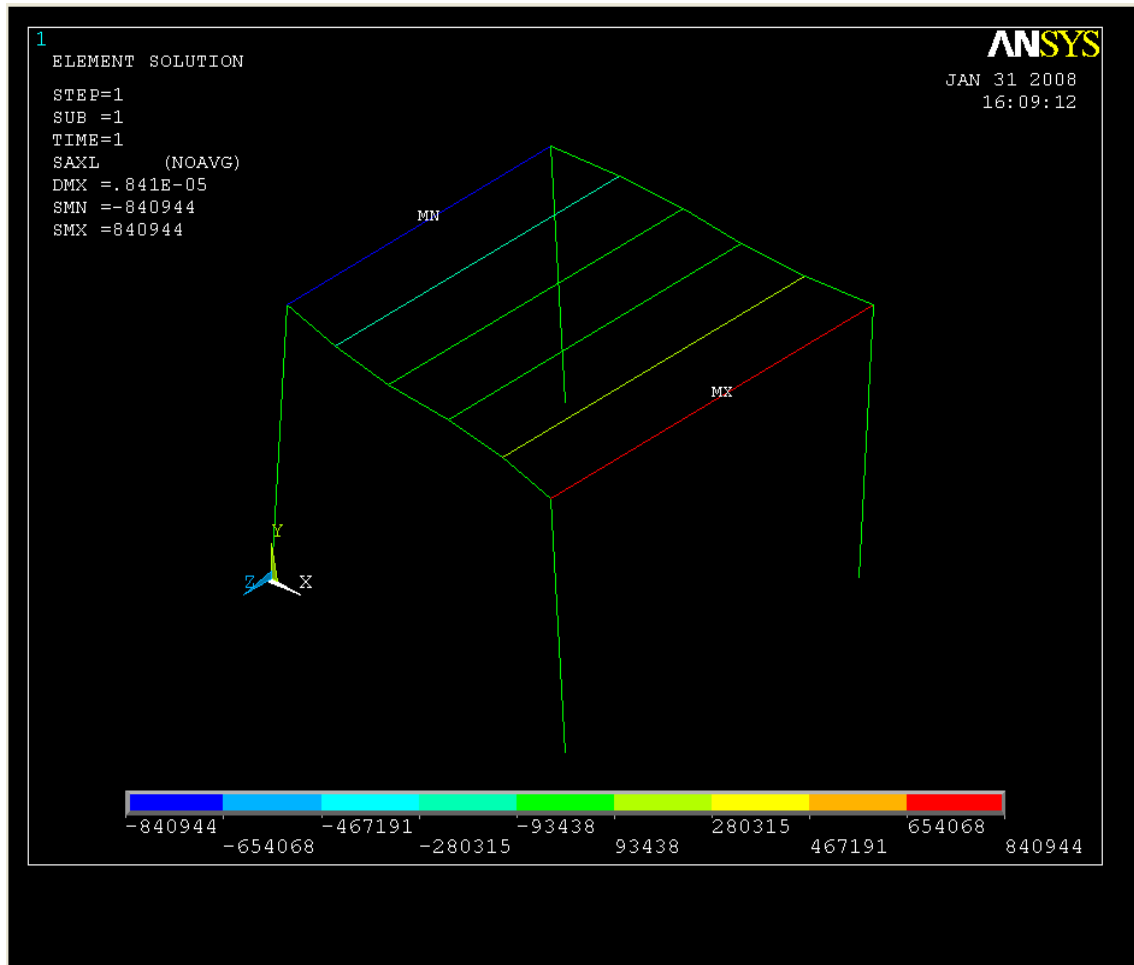 1
ANSYS
ELEMENT SOLUTION
JAN 31 2008
16:09:12
STEP=1
SUB =1
TIME=1
SAXL (NOAVG)
DMX =.841E-05
SMN =-840944
SMX =840944
MN
MX
Y
Z X
-840944 -467191 -93438 280315 654068
-654068 -280315 93438 467191 840944